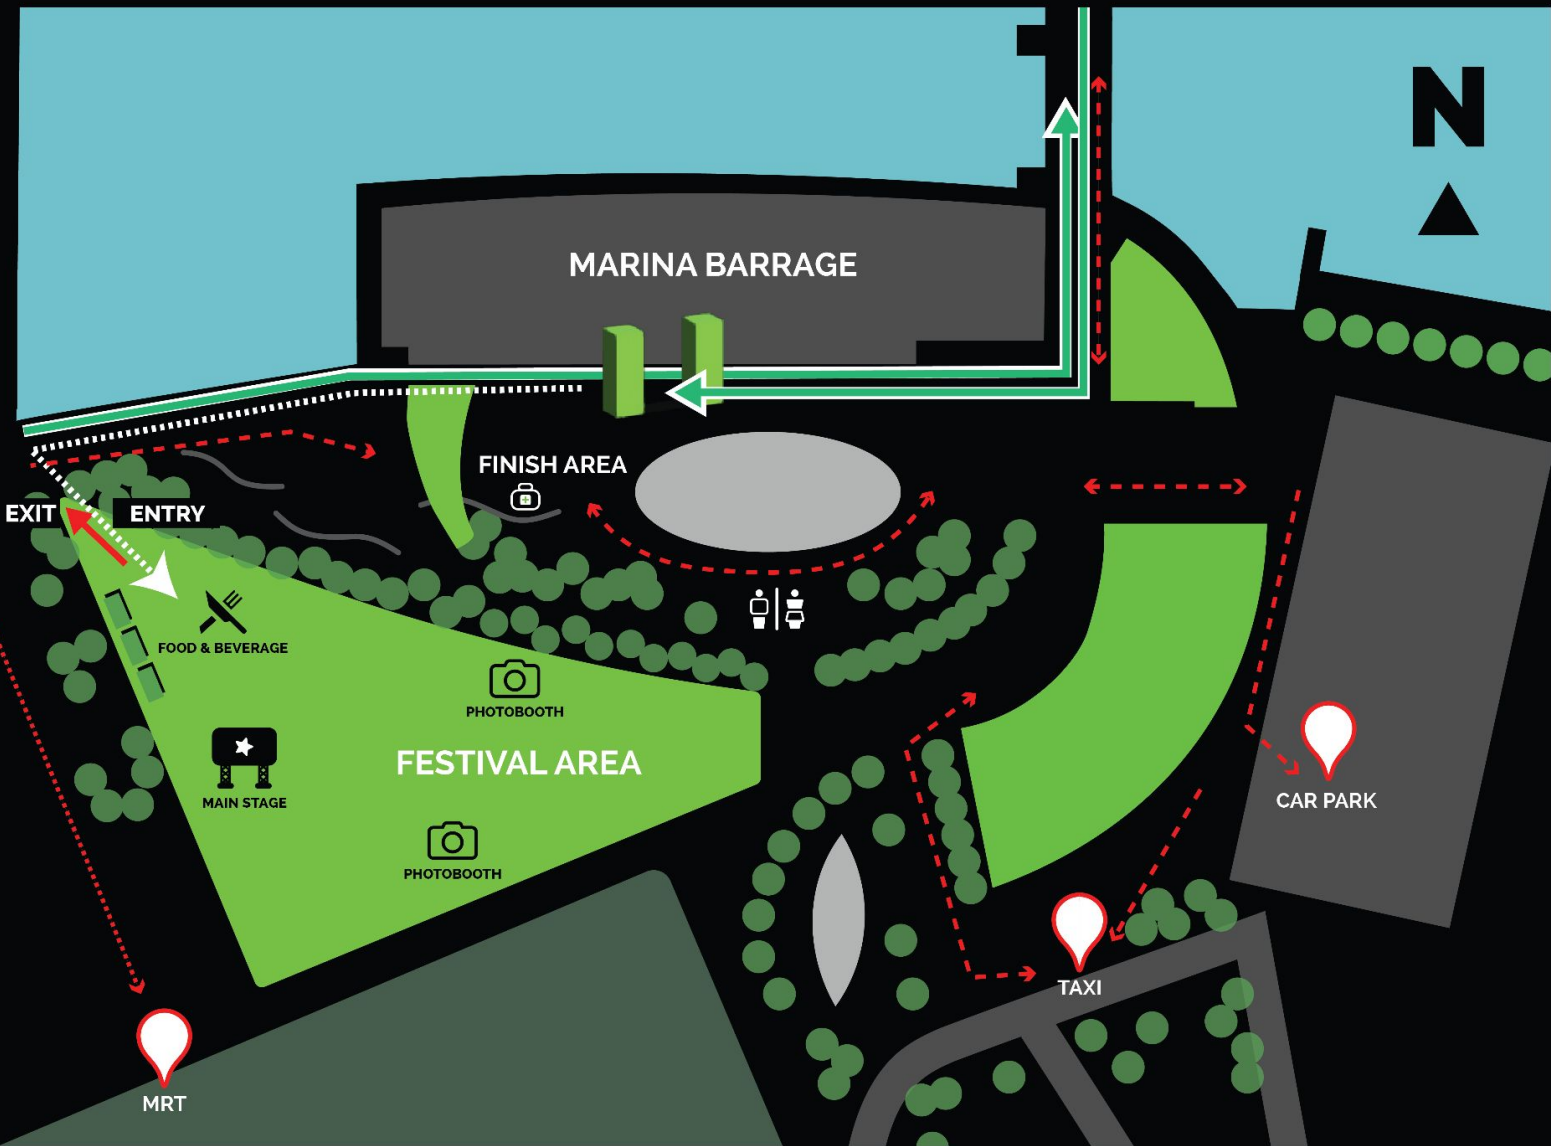 N
MARINA BARRAGE
FINISH AREA
EXIT
ENTRY
FOOD & BEVERAGE
PHOTOBOOTH
FESTIVAL AREA
MAIN STAGE
PHOTOBOOTH
CAR PARK
TAXI
MRT